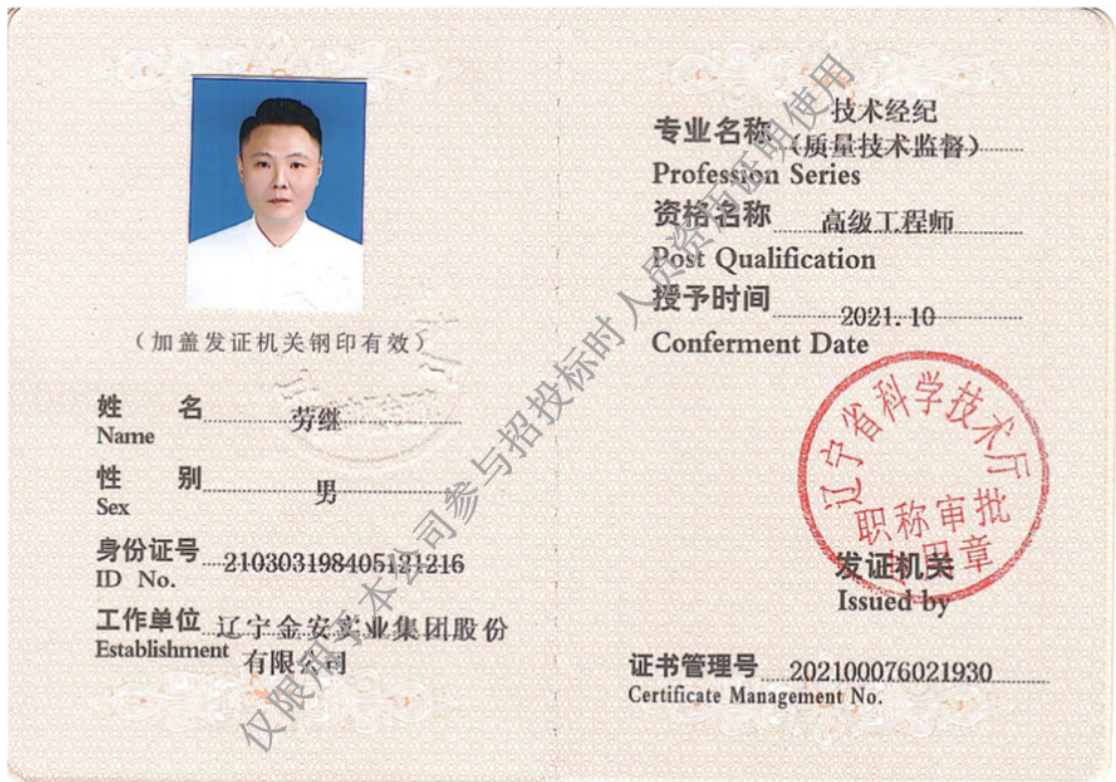 (加盖发证机关钢印有效)
姓 名 劳继
Name
性 别 男
Sex
身份证号 210303198405121216
ID No.
工作单位 辽宁金安实业集团股份
Establishment 有限公司
技术经纪
专业名称 (质量技术监督)
Profession Series
资格名称 高级工程师
Post Qualification
授予时间 2021.10
Conferment Date
辽宁省科学技术厅
职称审批
专用章
发证机关
Issued by
证书管理号 202100076021930
Certificate Management No.
仅限用于本公司参与招投标时人员资质证明使用